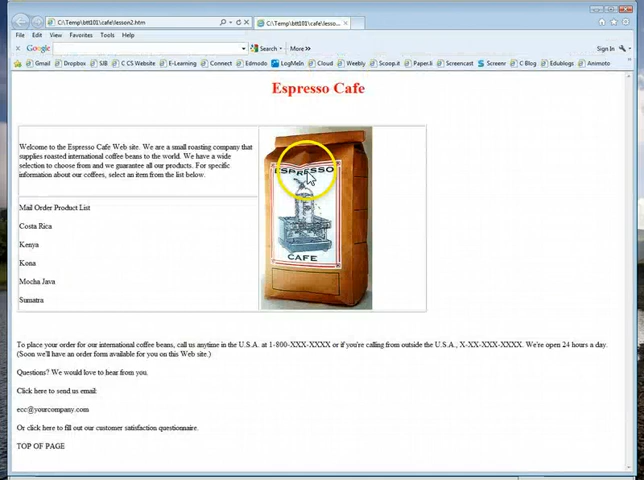 C:\Temp\btt101\cafe\lesson2.htm
C:\Temp\btt101\cafe\lesso...
File Edit View Favorites Tools Help
Google Search More »
Sign In
Gmail Dropbox SIB C CS Website E-Learning Connect Edmodo LogMeIn Cloud Weebly Scoop.it Paper.li Screencast Screenr C Blog Edublogs Animoto
Espresso Cafe
Welcome to the Espresso Cafe Web site. We are a small roasting company that
supplies roasted international coffee beans to the world. We have a wide
selection to choose from and we guarantee all our products. For specific
information about our coffees, select an item from the list below.
ESPRESSO
CAFE
Mail Order Product List
Costa Rica
Kenya
Kona
Mocha Java
Sumatra
To place your order for our international coffee beans, call us anytime in the U.S.A. at 1-800-XXX-XXXX or if you're calling from outside the U.S.A., X-XX-XXX-XXXX. We're open 24 hours a day.
(Soon we'll have an order form available for you on this Web site.)
Questions? We would love to hear from you.
Click here to send us email:
ecc@yourcompany.com
Or click here to fill out our customer satisfaction questionnaire.
TOP OF PAGE